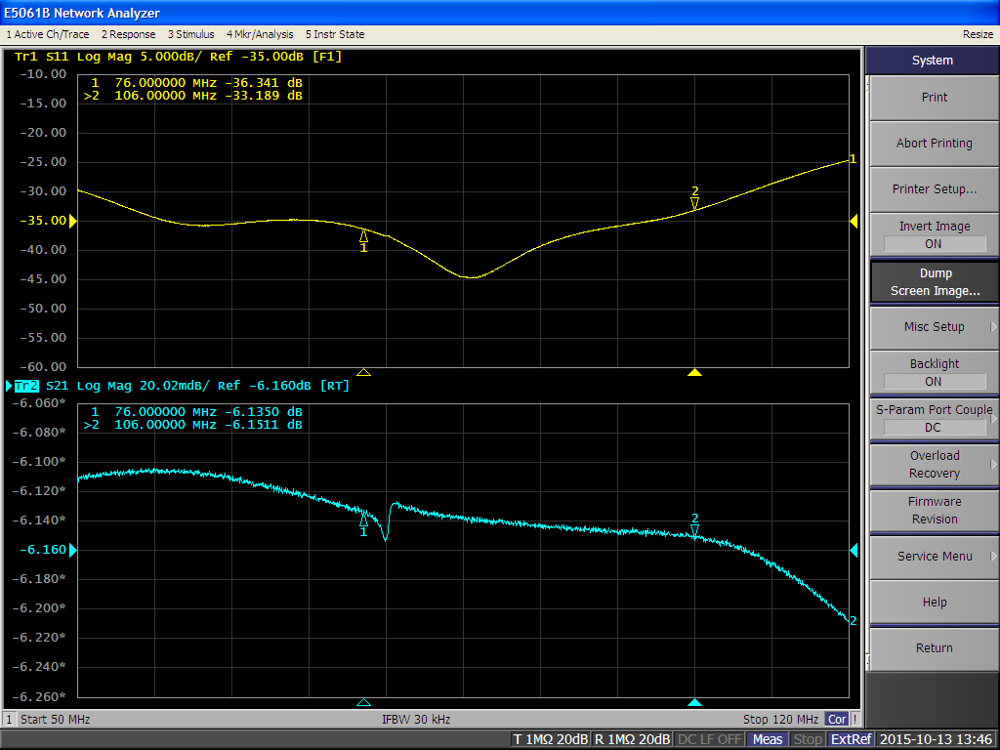 E5061B Network Analyzer
1 Active Ch/Trace 2 Response 3 Stimulus 4 Mkr/Analysis 5 Instr State Resize
Tr1 S11 Log Mag 5.000dB/ Ref -35.00dB [F1]
-10.00
1 76.000000 MHz -36.341 dB
>2 106.00000 MHz -33.189 dB
-15.00
-20.00
-25.00
1
-30.00
2
-35.00
1
-40.00
-45.00
-50.00
-55.00
-60.00
Tr2 S21 Log Mag 20.02mdB/ Ref -6.160dB [RT]
-6.060*
1 76.000000 MHz -6.1350 dB
>2 106.00000 MHz -6.1511 dB
-6.080*
-6.100*
-6.120*
-6.140*
2
1
-6.160
-6.180*
-6.200*
2
-6.220*
-6.240*
-6.260*
1 Start 50 MHz IFBW 30 kHz Stop 120 MHz Cor !
System
Print
Abort Printing
Printer Setup...
Invert Image
ON
Dump
Screen Image...
Misc Setup
Backlight
ON
S-Param Port Couple
DC
Overload
Recovery
Firmware
Revision
Service Menu
Help
Return
T 1MΩ 20dB R 1MΩ 20dB DC LF OFF Meas Stop ExtRef 2015-10-13 13:46